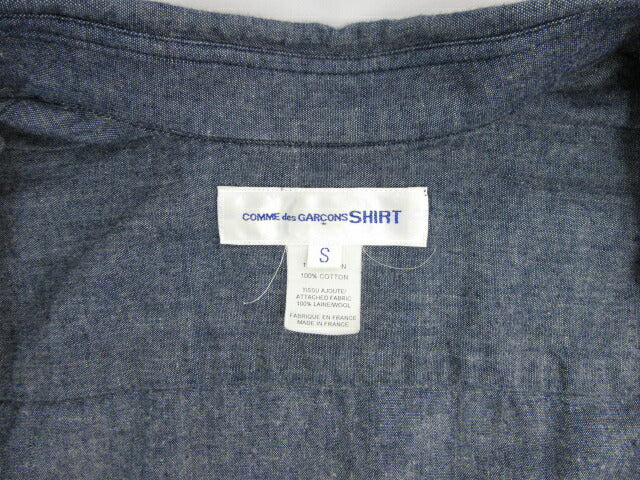 COMME des GARÇONS SHIRT
S
100% COTTON
TISSU AJOUTE/
ATTACHED FABRIC
100% LAINE/WOOL
FABRIQUE EN FRANCE
MADE IN FRANCE